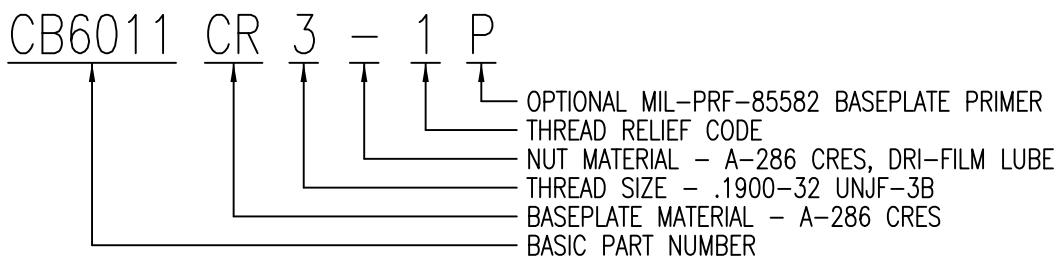 CB6011 CR 3 - 1 P
OPTIONAL MIL-PRF-85582 BASEPLATE PRIMER
THREAD RELIEF CODE
NUT MATERIAL - A-286 CRES, DRI-FILM LUBE
THREAD SIZE - .1900-32 UNJF-3B
BASEPLATE MATERIAL - A-286 CRES
BASIC PART NUMBER